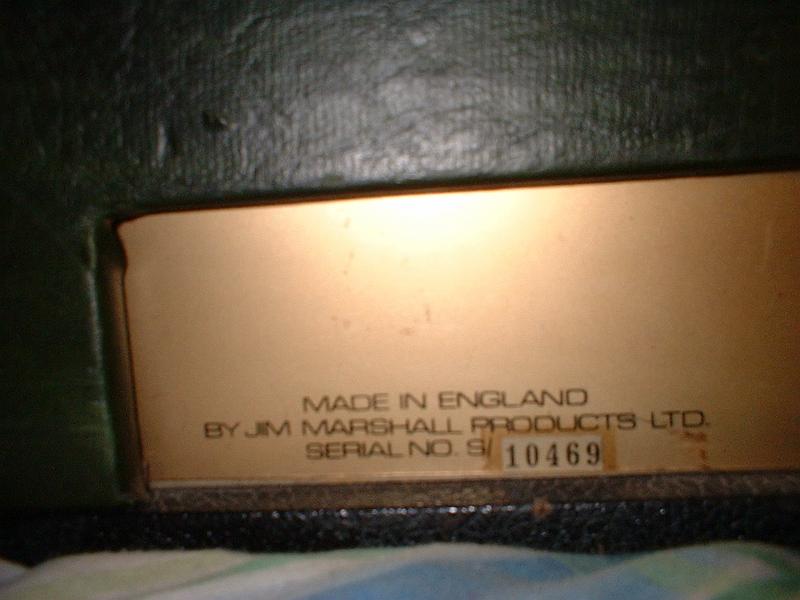 MADE IN ENGLAND
BY JIM MARSHALL PRODUCTS LTD.
SERIAL NO. S/ 10469